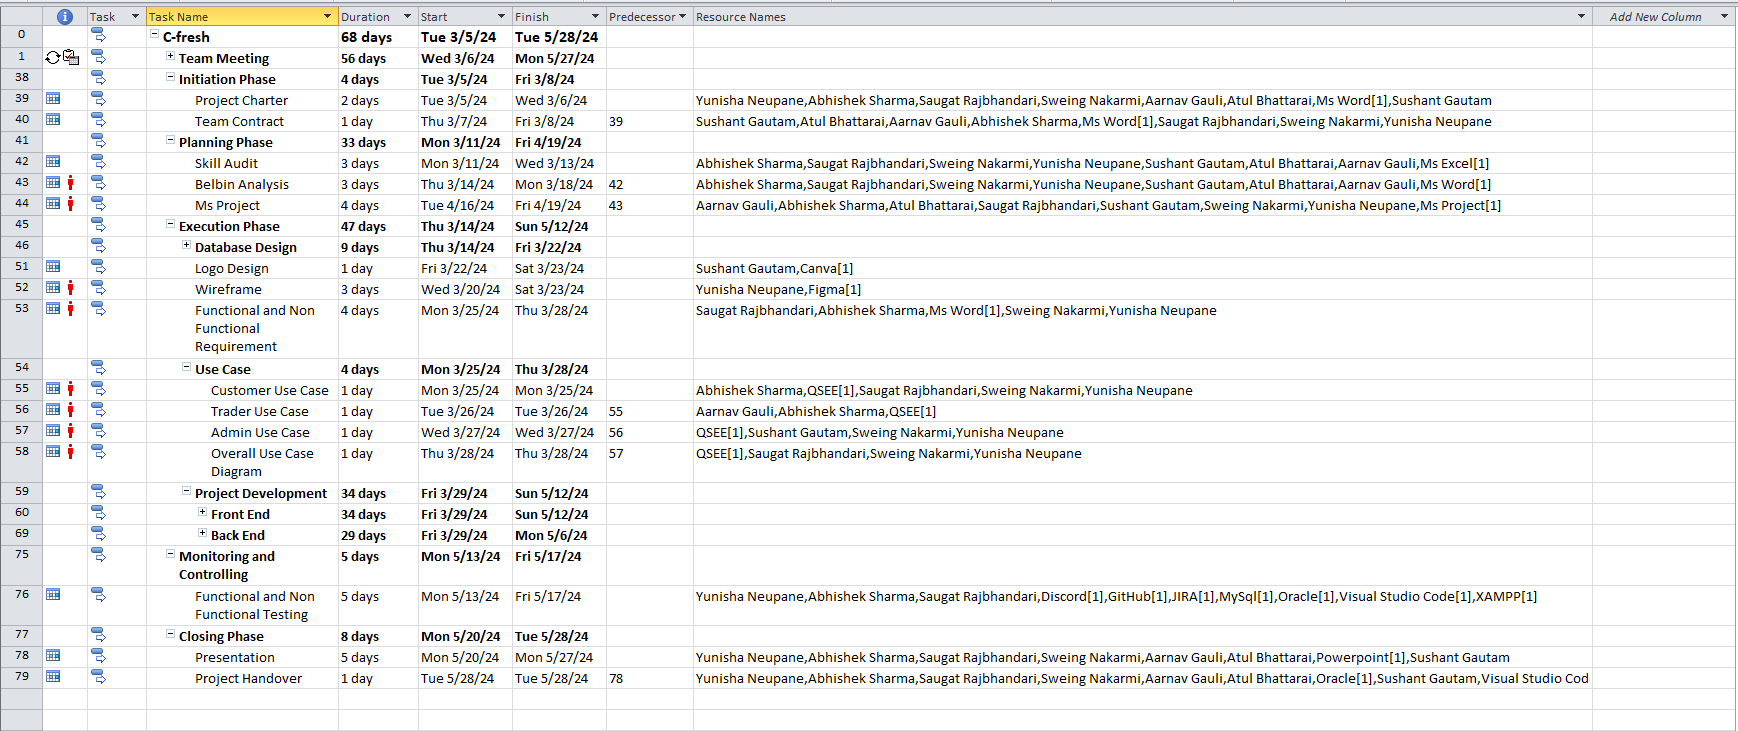 Task Task Name Duration Start Finish Predecessor Resource Names Add New Column
0 C-fresh 68 days Tue 3/5/24 Tue 5/28/24
1 Team Meeting 56 days Wed 3/6/24 Mon 5/27/24
38 Initiation Phase 4 days Tue 3/5/24 Fri 3/8/24
39 Project Charter 2 days Tue 3/5/24 Wed 3/6/24 Yunisha Neupane,Abhishek Sharma,Saugat Rajbhandari,Sweing Nakarmi,Aarnav Gauli,Atul Bhattarai,Ms Word[1],Sushant Gautam
40 Team Contract 1 day Thu 3/7/24 Fri 3/8/24 39 Sushant Gautam,Atul Bhattarai,Aarnav Gauli,Abhishek Sharma,Ms Word[1],Saugat Rajbhandari,Sweing Nakarmi,Yunisha Neupane
41 Planning Phase 33 days Mon 3/11/24 Fri 4/19/24
42 Skill Audit 3 days Mon 3/11/24 Wed 3/13/24 Abhishek Sharma,Saugat Rajbhandari,Sweing Nakarmi,Yunisha Neupane,Sushant Gautam,Atul Bhattarai,Aarnav Gauli,Ms Excel[1]
43 Belbin Analysis 3 days Thu 3/14/24 Mon 3/18/24 42 Abhishek Sharma,Saugat Rajbhandari,Sweing Nakarmi,Yunisha Neupane,Sushant Gautam,Atul Bhattarai,Aarnav Gauli,Ms Word[1]
44 Ms Project 4 days Tue 4/16/24 Fri 4/19/24 43 Aarnav Gauli,Abhishek Sharma,Atul Bhattarai,Saugat Rajbhandari,Sushant Gautam,Sweing Nakarmi,Yunisha Neupane,Ms Project[1]
45 Execution Phase 47 days Thu 3/14/24 Sun 5/12/24
46 Database Design 9 days Thu 3/14/24 Fri 3/22/24
51 Logo Design 1 day Fri 3/22/24 Sat 3/23/24 Sushant Gautam,Canva[1]
52 Wireframe 3 days Wed 3/20/24 Sat 3/23/24 Yunisha Neupane,Figma[1]
53 Functional and Non 4 days Mon 3/25/24 Thu 3/28/24 Saugat Rajbhandari,Abhishek Sharma,Ms Word[1],Sweing Nakarmi,Yunisha Neupane
Functional
Requirement
54 Use Case 4 days Mon 3/25/24 Thu 3/28/24
55 Customer Use Case 1 day Mon 3/25/24 Mon 3/25/24 Abhishek Sharma,QSEE[1],Saugat Rajbhandari,Sweing Nakarmi,Yunisha Neupane
56 Trader Use Case 1 day Tue 3/26/24 Tue 3/26/24 55 Aarnav Gauli,Abhishek Sharma,QSEE[1]
57 Admin Use Case 1 day Wed 3/27/24 Wed 3/27/24 56 QSEE[1],Sushant Gautam,Sweing Nakarmi,Yunisha Neupane
58 Overall Use Case 1 day Thu 3/28/24 Thu 3/28/24 57 QSEE[1],Saugat Rajbhandari,Sweing Nakarmi,Yunisha Neupane
Diagram
59 Project Development 34 days Fri 3/29/24 Sun 5/12/24
60 Front End 34 days Fri 3/29/24 Sun 5/12/24
69 Back End 29 days Fri 3/29/24 Mon 5/6/24
75 Monitoring and 5 days Mon 5/13/24 Fri 5/17/24
Controlling
76 Functional and Non 5 days Mon 5/13/24 Fri 5/17/24 Yunisha Neupane,Abhishek Sharma,Saugat Rajbhandari,Discord[1],GitHub[1],JIRA[1],MySql[1],Oracle[1],Visual Studio Code[1],XAMPP[1]
Functional Testing
77 Closing Phase 8 days Mon 5/20/24 Tue 5/28/24
78 Presentation 5 days Mon 5/20/24 Mon 5/27/24 Yunisha Neupane,Abhishek Sharma,Saugat Rajbhandari,Sweing Nakarmi,Aarnav Gauli,Atul Bhattarai,Powerpoint[1],Sushant Gautam
79 Project Handover 1 day Tue 5/28/24 Tue 5/28/24 78 Yunisha Neupane,Abhishek Sharma,Saugat Rajbhandari,Sweing Nakarmi,Aarnav Gauli,Atul Bhattarai,Oracle[1],Sushant Gautam,Visual Studio Cod